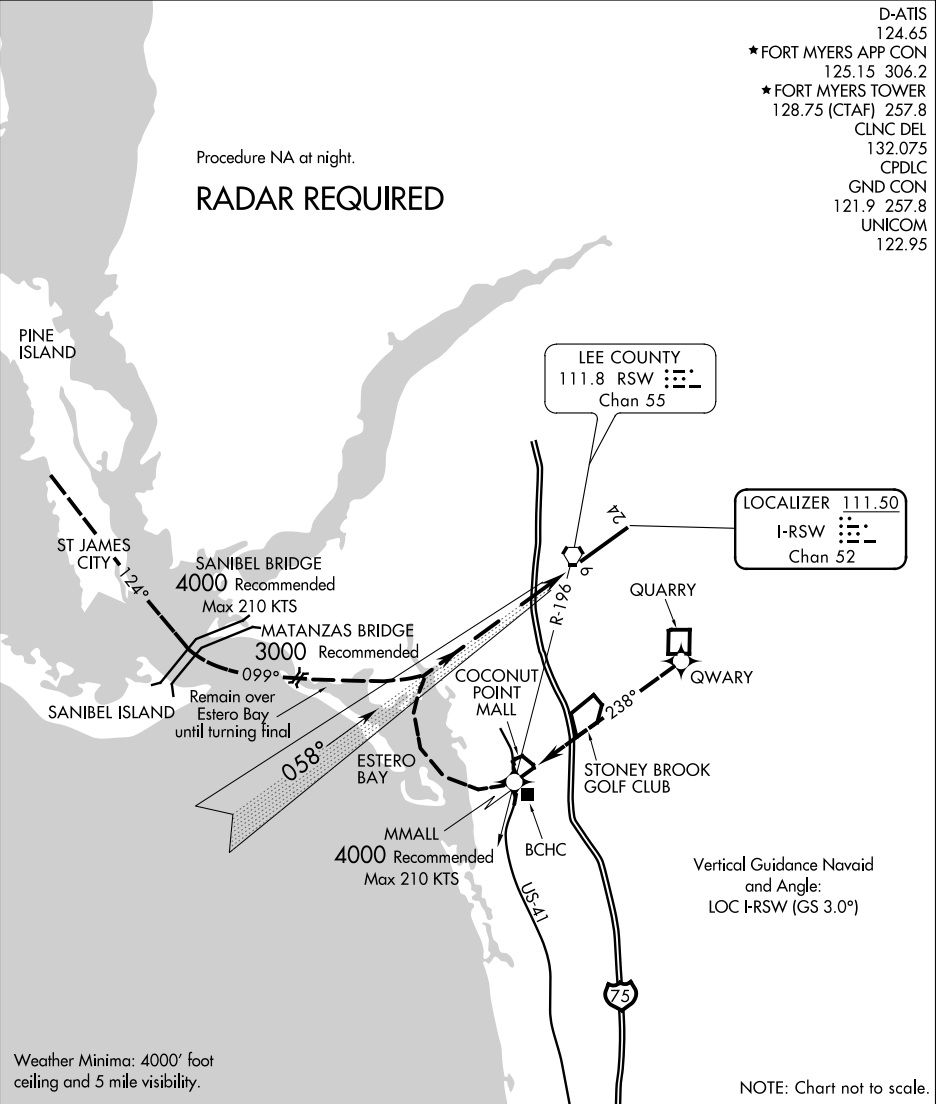 D-ATIS
124.65
★ FORT MYERS APP CON
125.15 306.2
★ FORT MYERS TOWER
128.75 (CTAF) 257.8
CLNC DEL
132.075
CPDLC
GND CON
121.9 257.8
UNICOM
122.95
Procedure NA at night.
RADAR REQUIRED
PINE
ISLAND
LEE COUNTY
111.8 RSW
Chan 55
LOCALIZER 111.50
I-RSW
Chan 52
24
6
R-196
ST JAMES
CITY
124°
SANIBEL BRIDGE
4000 Recommended
Max 210 KTS
MATANZAS BRIDGE
3000 Recommended
099°
Remain over
Estero Bay
until turning final
SANIBEL ISLAND
058°
ESTERO
BAY
QUARRY
QWARY
238°
COCONUT
POINT
MALL
STONEY BROOK
GOLF CLUB
MMALL
4000 Recommended
Max 210 KTS
BCHC
US-41
75
Vertical Guidance Navaid
and Angle:
LOC I-RSW (GS 3.0°)
Weather Minima: 4000' foot
ceiling and 5 mile visibility.
NOTE: Chart not to scale.